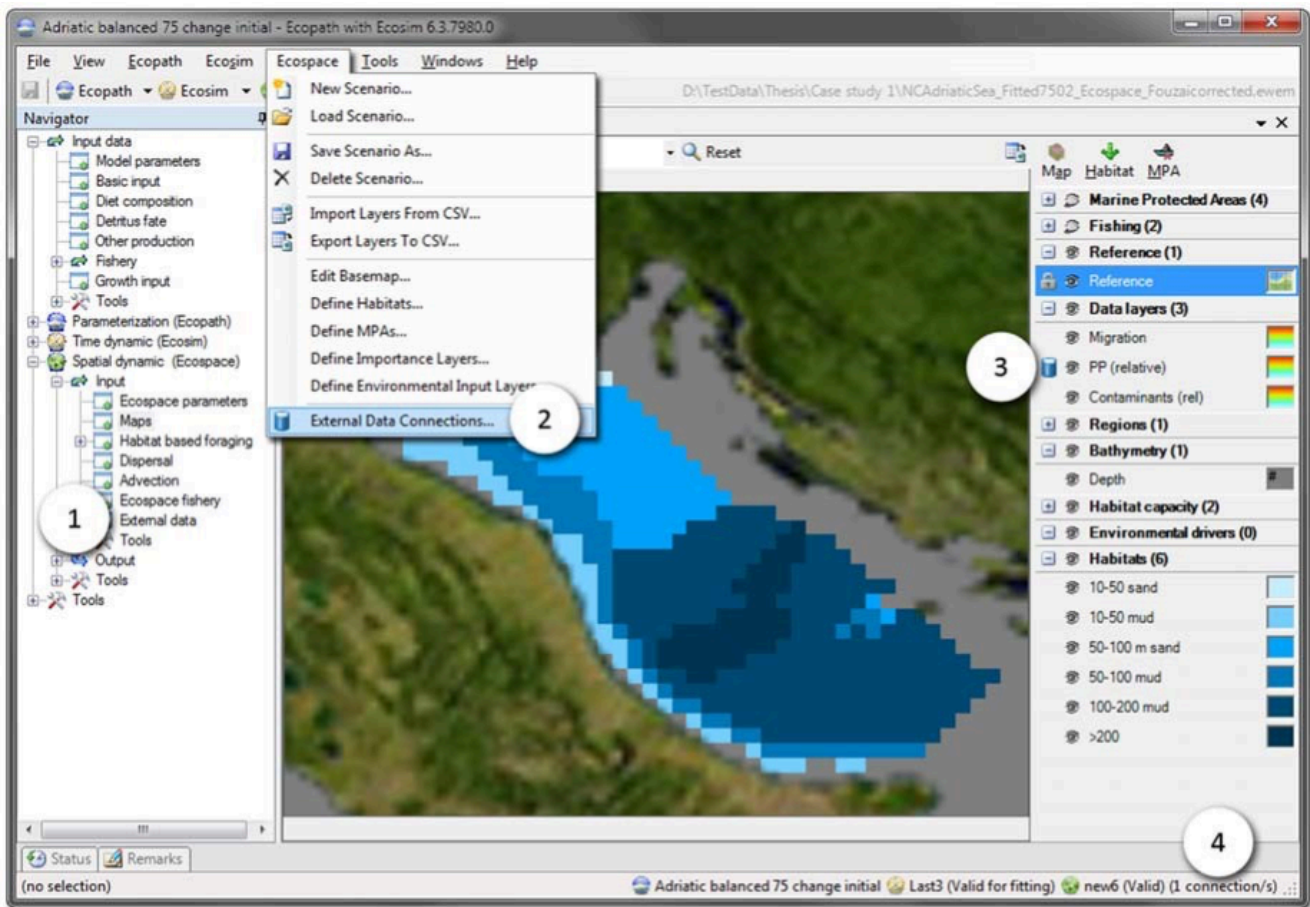 Adriatic balanced 75 change initial - Ecopath with Ecosim 6.3.7980.0
File View Ecopath Ecosim Ecospace Tools Windows Help
Ecopath Ecosim
D:\TestData\Thesis\Case study 1\NCAdriaticSea_Fitted7502_Ecospace_Fouzaicorrected.ewem
Navigator
Input data
Model parameters
Basic input
Diet composition
Detritus fate
Other production
Fishery
Growth input
Tools
Parameterization (Ecopath)
Time dynamic (Ecosim)
Spatial dynamic (Ecospace)
Input
Ecospace parameters
Maps
Habitat based foraging
Dispersal
Advection
Ecospace fishery
External data
Tools
Output
Tools
Tools
1
New Scenario...
Load Scenario...
Save Scenario As...
Delete Scenario...
Import Layers From CSV...
Export Layers To CSV...
Edit Basemap...
Define Habitats...
Define MPAs...
Define Importance Layers...
Define Environmental Input Layers
External Data Connections...
2
Reset
Map Habitat MPA
Marine Protected Areas (4)
Fishing (2)
Reference (1)
Reference
Data layers (3)
Migration
3
PP (relative)
Contaminants (rel)
Regions (1)
Bathymetry (1)
Depth #
Habitat capacity (2)
Environmental drivers (0)
Habitats (6)
10-50 sand
10-50 mud
50-100 m sand
50-100 mud
100-200 mud
>200
4
Status Remarks
(no selection)
Adriatic balanced 75 change initial Last3 (Valid for fitting) new6 (Valid) (1 connection/s)